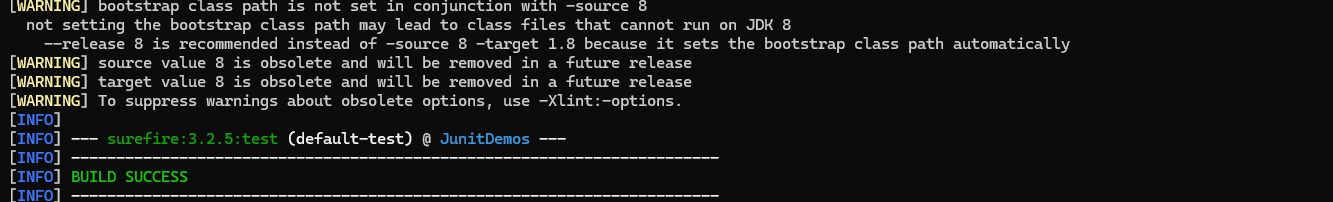 [WARNING] bootstrap class path is not set in conjunction with -source 8
  not setting the bootstrap class path may lead to class files that cannot run on JDK 8
    --release 8 is recommended instead of -source 8 -target 1.8 because it sets the bootstrap class path automatically
[WARNING] source value 8 is obsolete and will be removed in a future release
[WARNING] target value 8 is obsolete and will be removed in a future release
[WARNING] To suppress warnings about obsolete options, use -Xlint:-options.
[INFO]
[INFO] --- surefire:3.2.5:test (default-test) @ JunitDemos ---
[INFO] ------------------------------------------------------------------------
[INFO] BUILD SUCCESS
[INFO] ------------------------------------------------------------------------